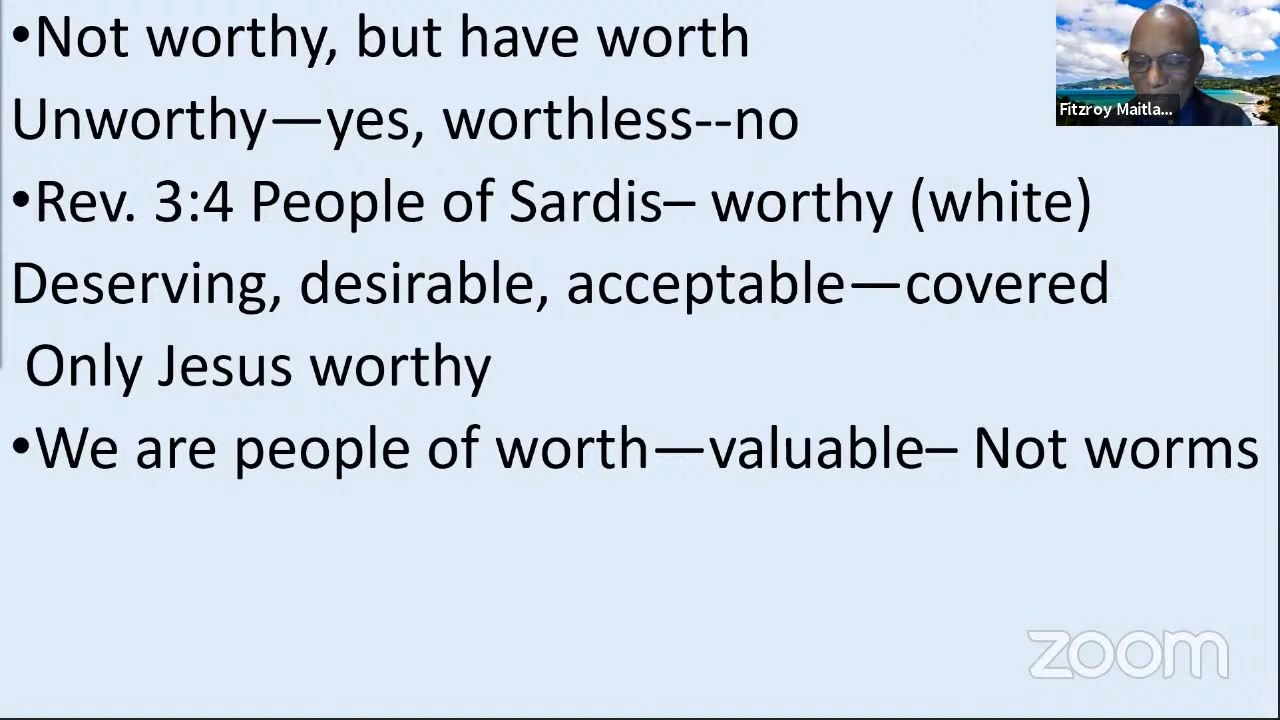 •Not worthy, but have worth
Unworthy—yes, worthless--no
•Rev. 3:4 People of Sardis– worthy (white)
Deserving, desirable, acceptable—covered
Only Jesus worthy
•We are people of worth—valuable– Not worms
Fitzroy Maitla...
zoom